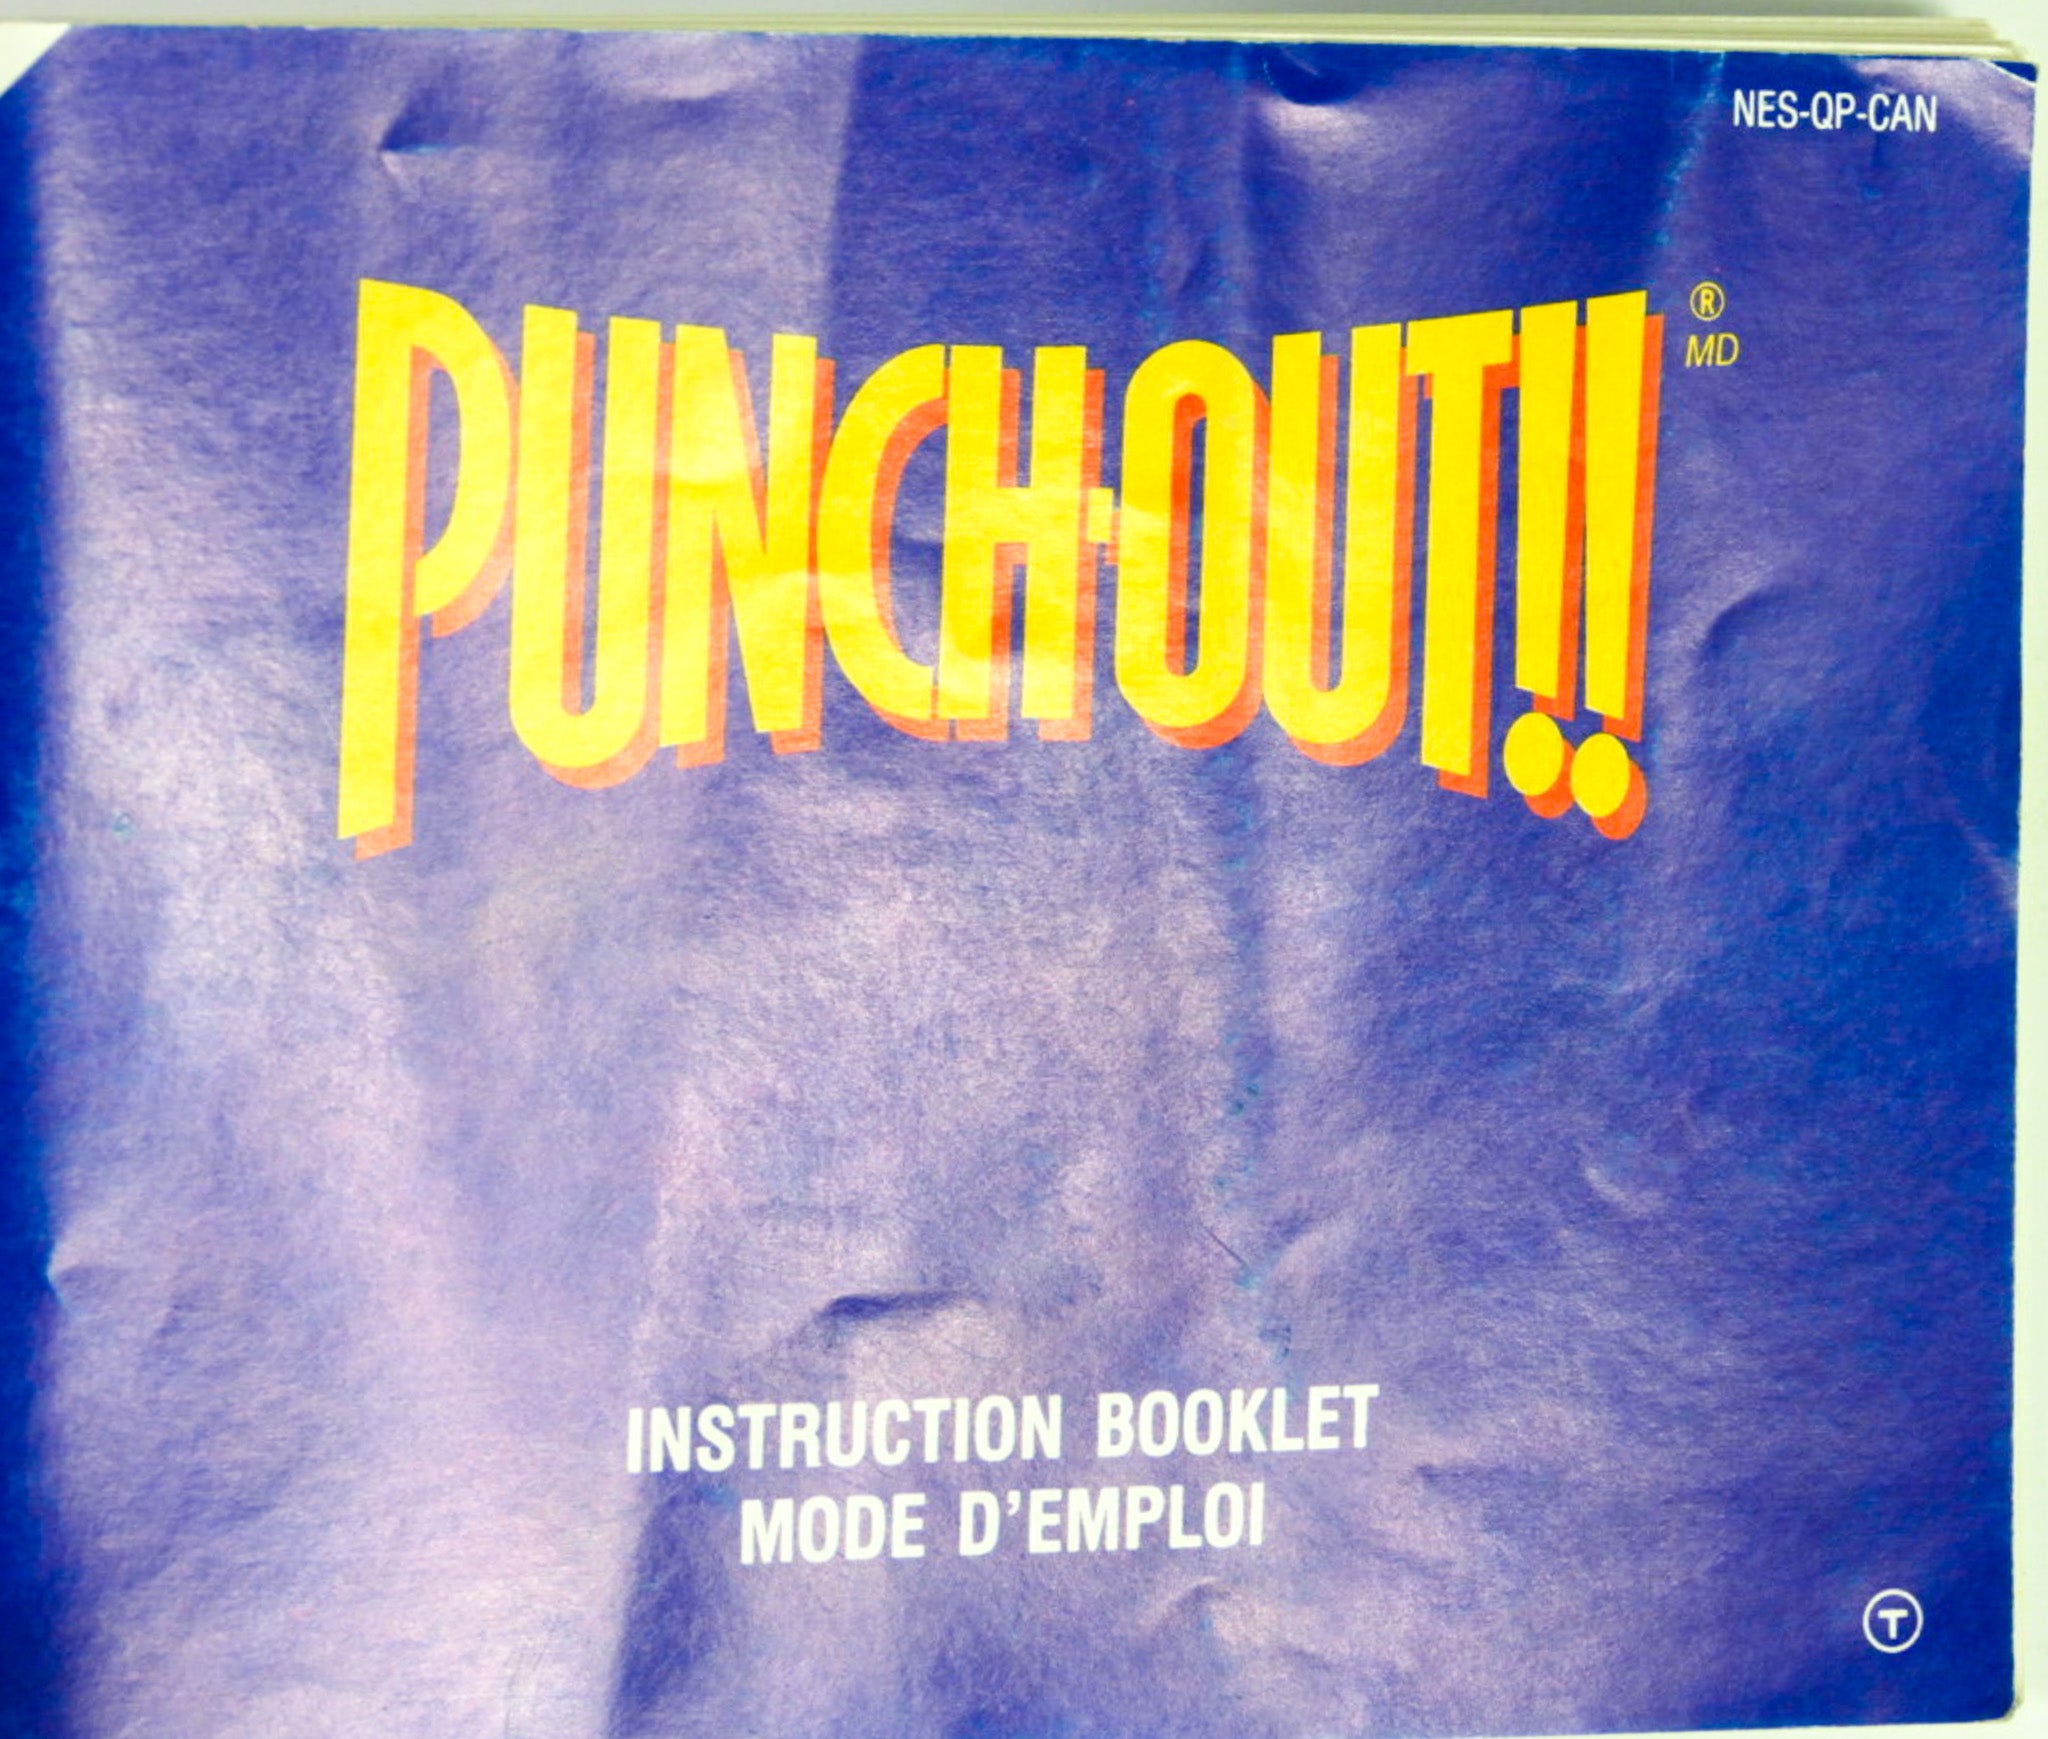 NES-QP-CAN
PUNCH-OUT!!
®
MD
INSTRUCTION BOOKLET
MODE D'EMPLOI
T